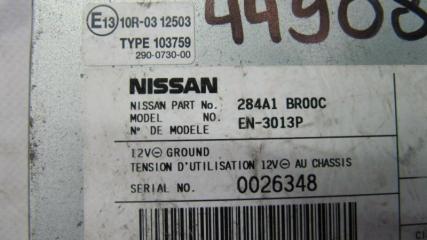 E13 10R-03 12503
TYPE 103759
290-0730-00
44908
NISSAN
NISSAN PART No. 284A1 BR00C
MODEL NO. EN-3013P
N° DE MODELE
12V⊖ GROUND
TENSION D'UTILISATION 12V⊖ AU CHASSIS
SERIAL NO. 0026348